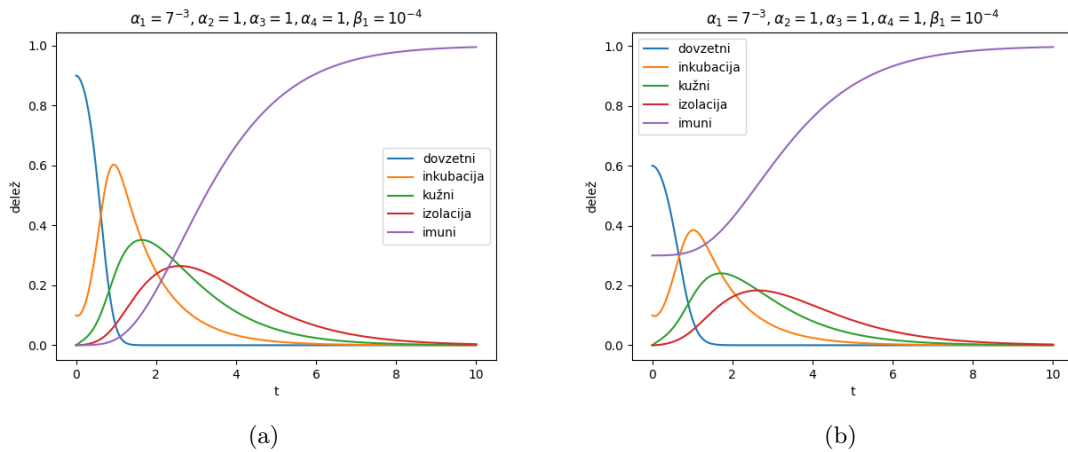 α₁ = 7⁻³, α₂ = 1, α₃ = 1, α₄ = 1, β₁ = 10⁻⁴
1.0
0.8
0.6
0.4
0.2
0.0
delež
dovzetni
inkubacija
kužni
izolacija
imuni
0 2 4 6 8 10
t
(a)
α₁ = 7⁻³, α₂ = 1, α₃ = 1, α₄ = 1, β₁ = 10⁻⁴
1.0
0.8
0.6
0.4
0.2
0.0
delež
dovzetni
inkubacija
kužni
izolacija
imuni
0 2 4 6 8 10
t
(b)